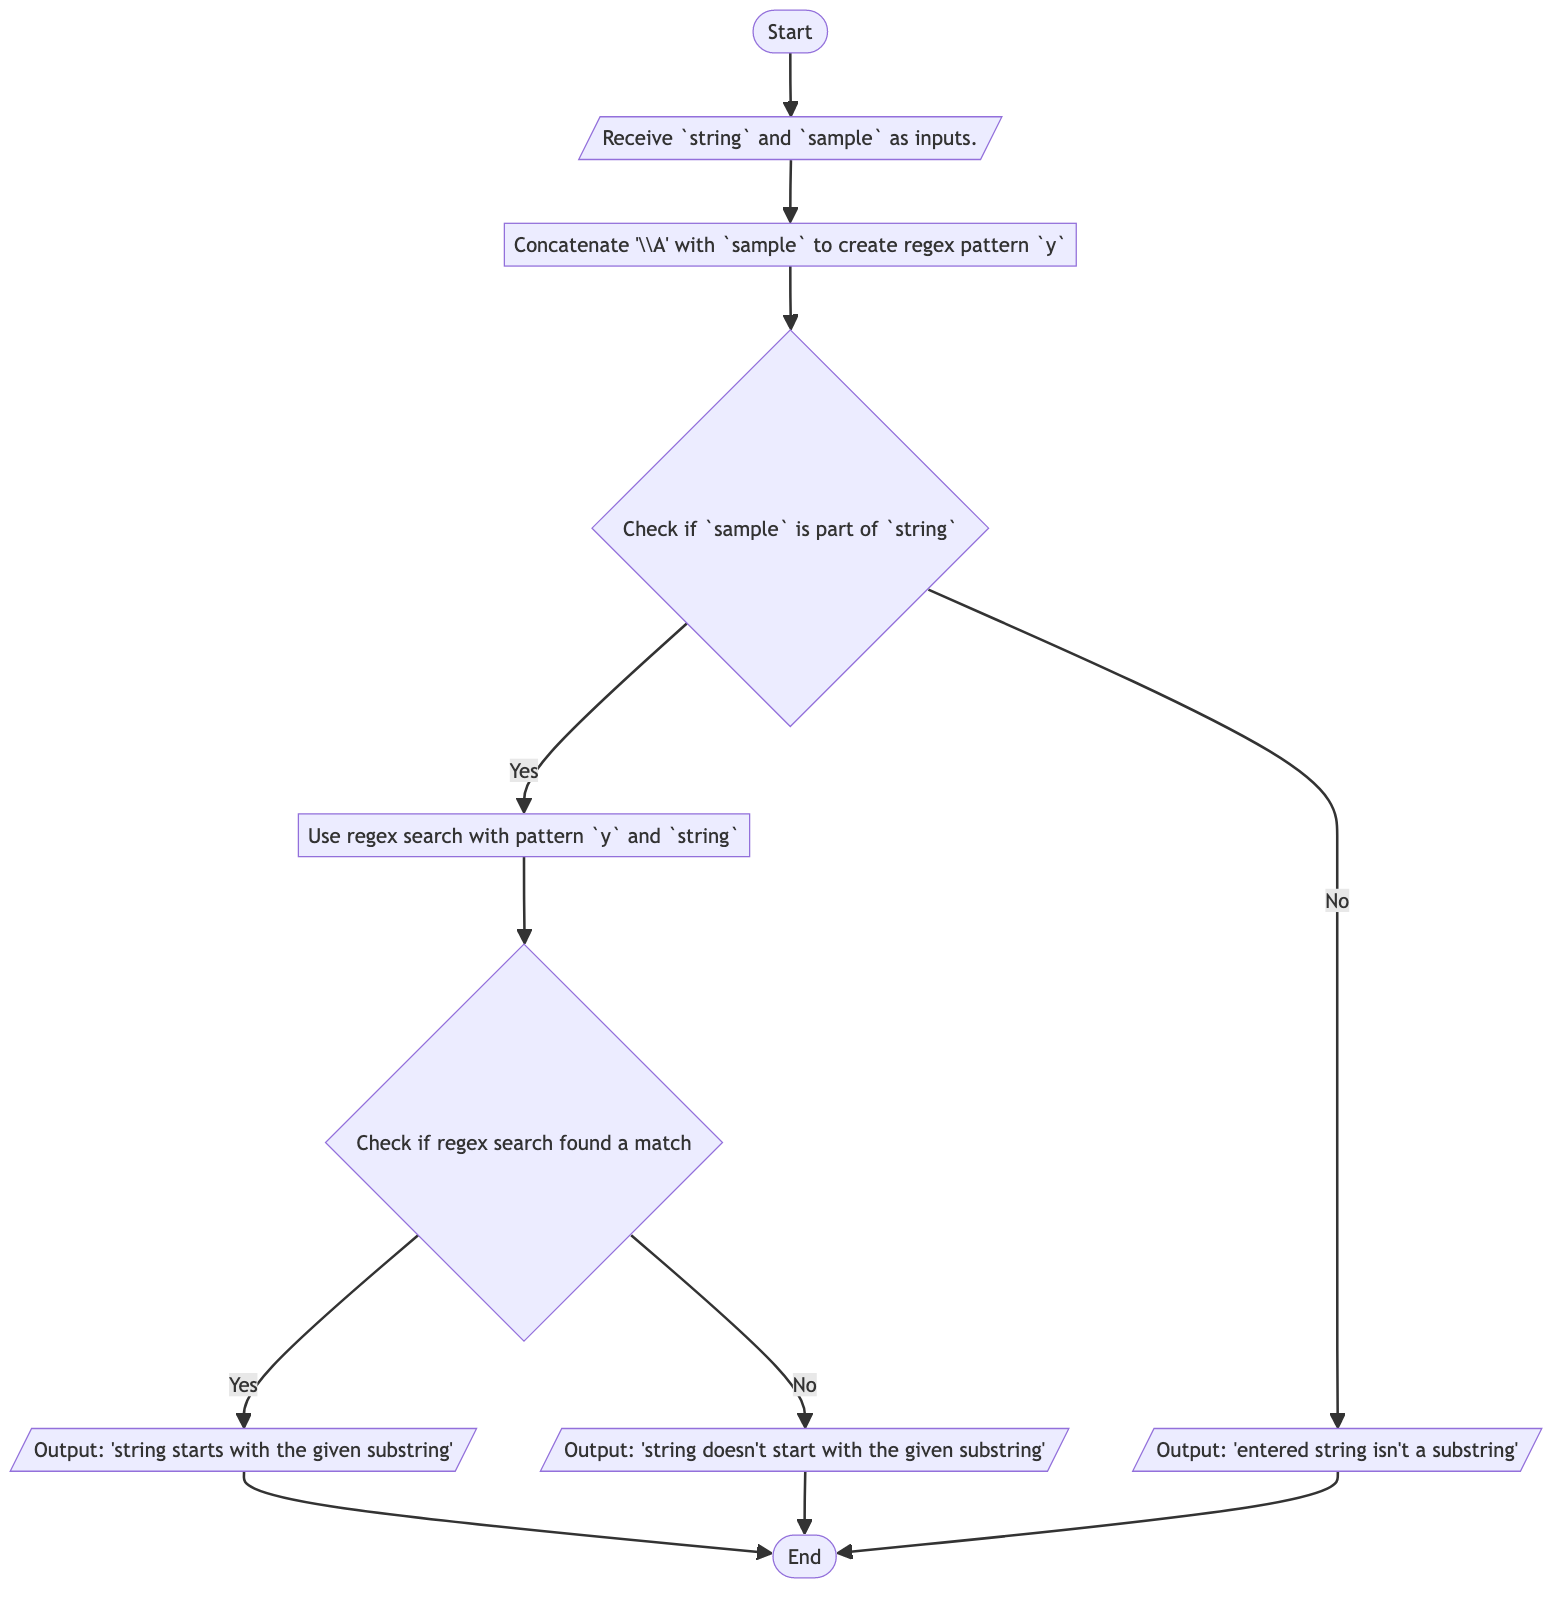 Start
Receive `string` and `sample` as inputs.
Concatenate '\\A' with `sample` to create regex pattern `y`
Check if `sample` is part of `string`
Yes
Use regex search with pattern `y` and `string`
No
Check if regex search found a match
Yes
No
Output: 'string starts with the given substring'
Output: 'string doesn't start with the given substring'
Output: 'entered string isn't a substring'
End